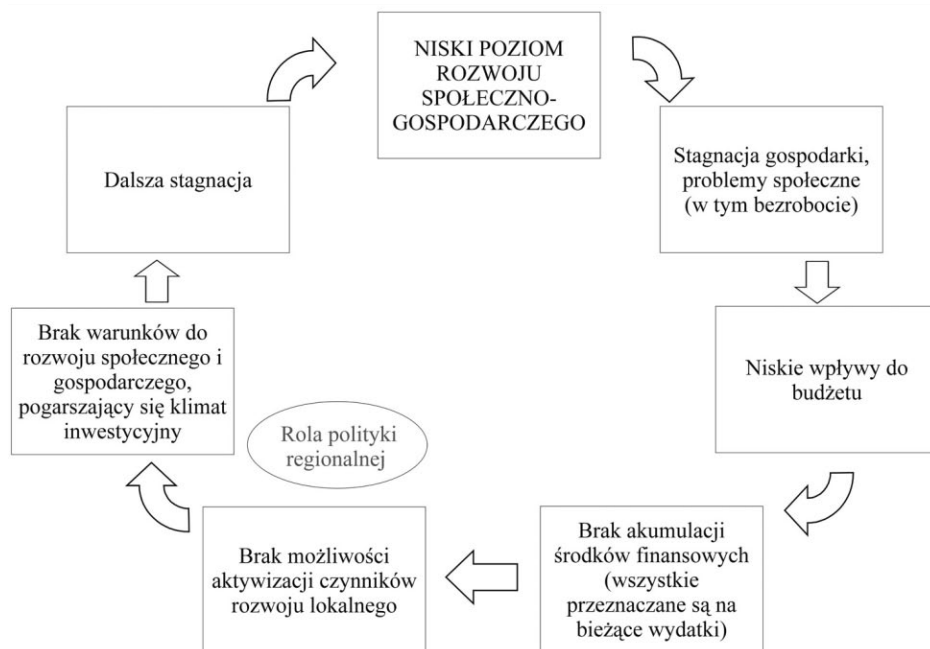 NISKI POZIOM
ROZWOJU
SPOŁECZNO-
GOSPODARCZEGO
Stagnacja gospodarki,
problemy społeczne
(w tym bezrobocie)
Niskie wpływy do
budżetu
Brak akumulacji
środków finansowych
(wszystkie
przeznaczane są na
bieżące wydatki)
Brak możliwości
aktywizacji czynników
rozwoju lokalnego
Rola polityki
regionalnej
Brak warunków do
rozwoju społecznego i
gospodarczego,
pogarszający się klimat
inwestycyjny
Dalsza stagnacja